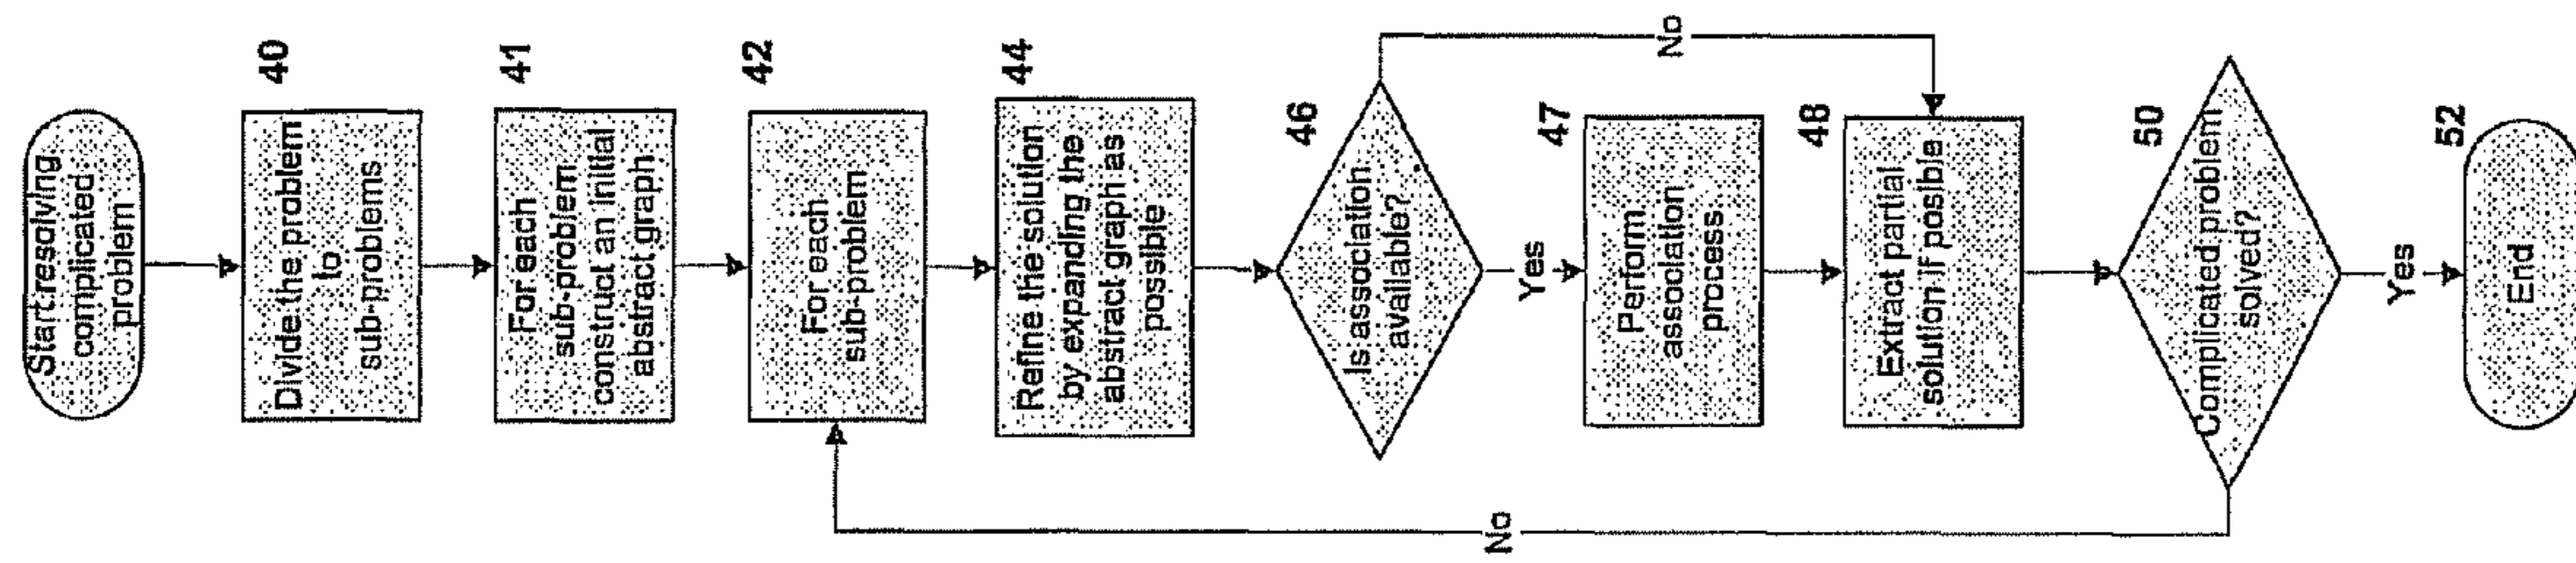 Start resolving
complicated
problem
40
Divide the problem
to
sub-problems
41
For each
sub-problem
construct an initial
abstract graph
42
For each
sub-problem
44
Refine the solution
by expanding the
abstract graph as
possible
46
Is association
available?
No
Yes
47
Perform
association
process
48
Extract partial
solution if possible
50
Complicated problem
solved?
No
Yes
52
End